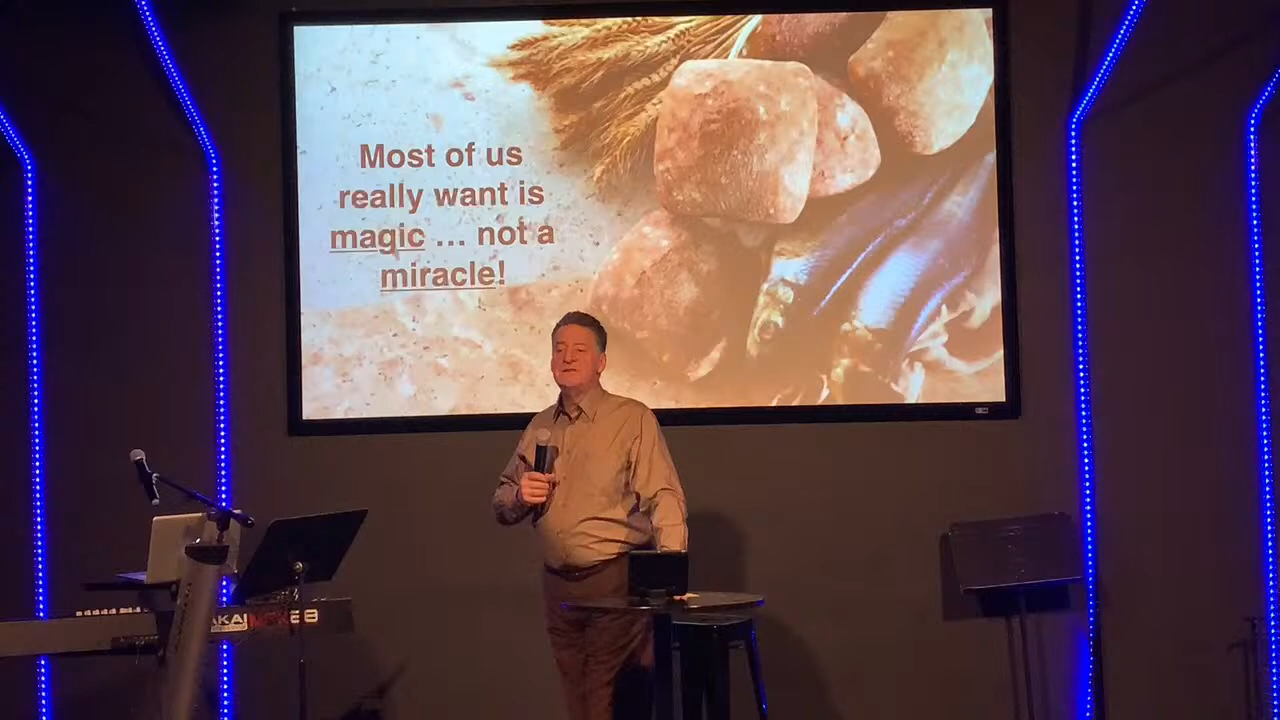 Most of us
really want is
magic ... not a
miracle!
AKAI